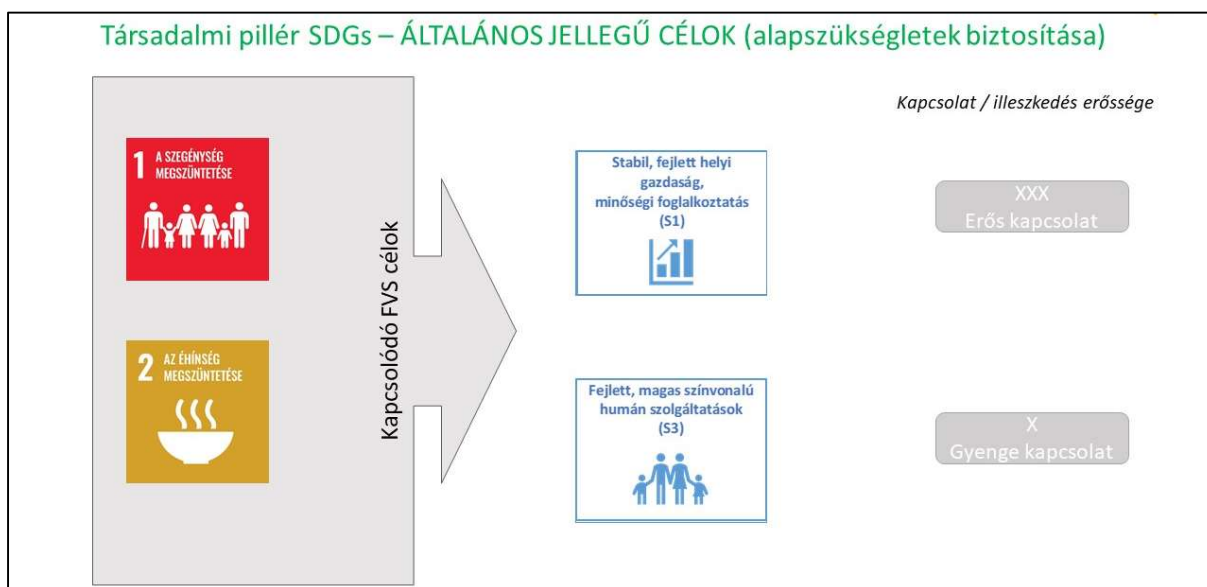 Társadalmi pillér SDGs – ÁLTALÁNOS JELLEGŰ CÉLOK (alapszükségletek biztosítása)
Kapcsolat / illeszkedés erőssége
1 A SZEGÉNYSÉG
MEGSZÜNTETÉSE
2 AZ ÉHÍNSÉG
MEGSZÜNTETÉSE
Kapcsolódó FVS célok
Stabil, fejlett helyi
gazdaság,
minőségi foglalkoztatás
(S1)
XXX
Erős kapcsolat
Fejlett, magas színvonalú
humán szolgáltatások
(S3)
X
Gyenge kapcsolat